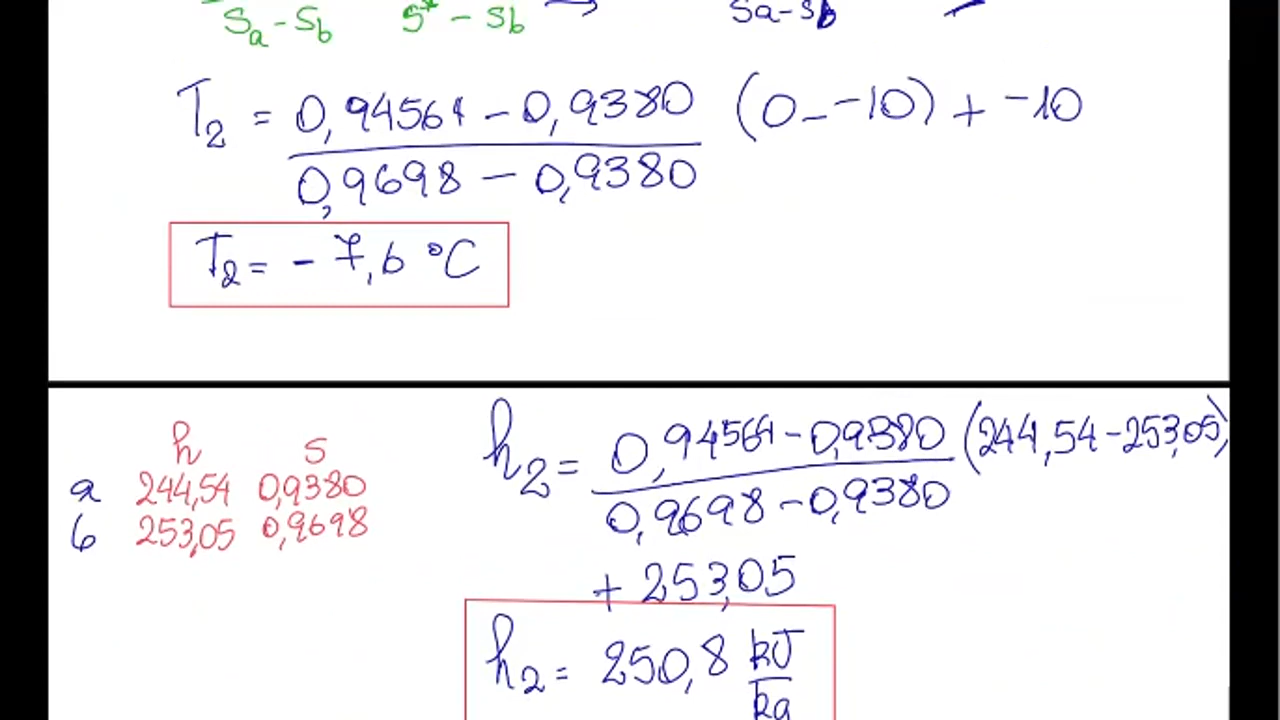 Sa - Sb S* - Sb Sa - Sb
T2 = 0,94564 - 0,9380 (0 - -10) + -10
0,9698 - 0,9380
T2 = - 7,6 °C
h S
a 244,54 0,9380
b 253,05 0,9698
h2 = 0,94564 - 0,9380 (244,54 - 253,05)
0,9698 - 0,9380
+ 253,05
h2 = 250,8 kJ
kg